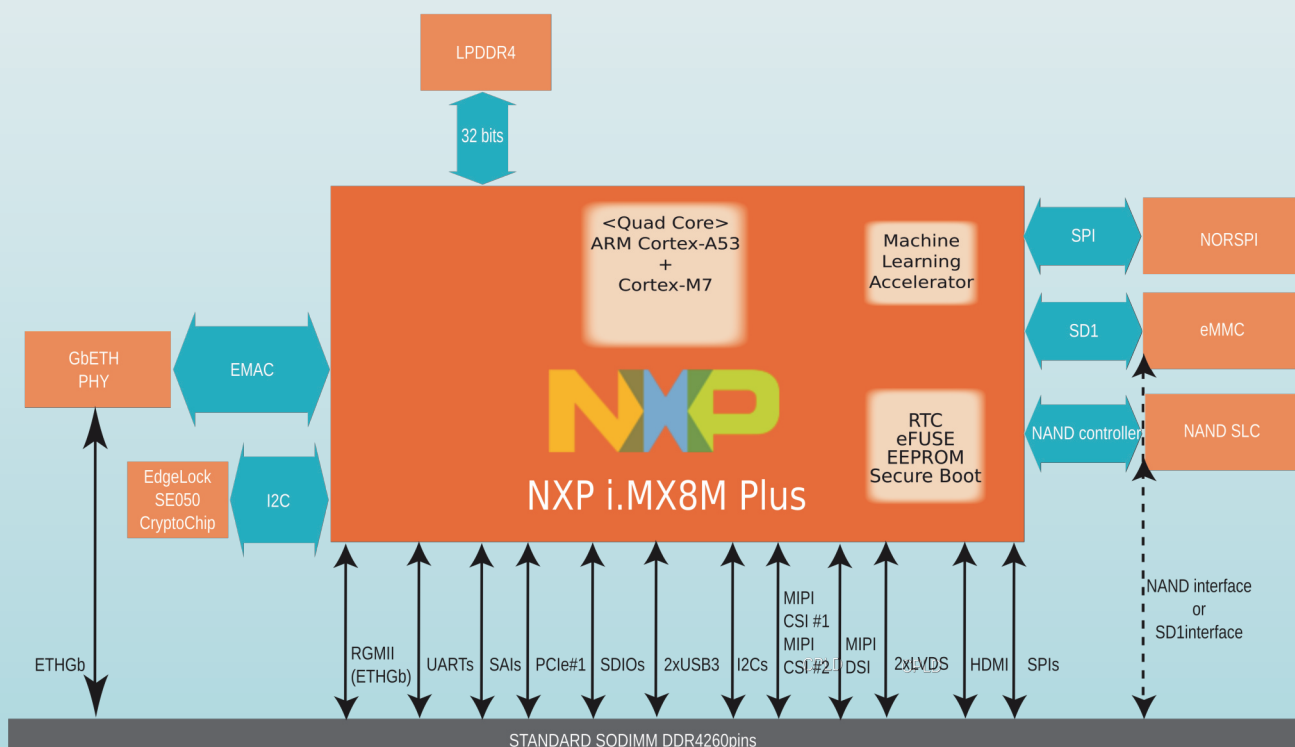 LPDDR4
32 bits
<Quad Core>
ARM Cortex-A53
+
Cortex-M7
Machine
Learning
Accelerator
SPI
NORSPI
SD1
eMMC
GbETH
PHY
EMAC
NXP
RTC
eFUSE
EEPROM
Secure Boot
NAND controller
NAND SLC
EdgeLock
SE050
CryptoChip
I2C
NXP i.MX8M Plus
NAND interface
or
SD1interface
ETHGb
RGMII
(ETHGb)
UARTs
SAIs
PCIe#1
SDIOs
2xUSB3
I2Cs
MIPI
CSI #1
MIPI
CSI #2
MIPI
DSI
2xLVDS
HDMI
SPIs
STANDARD SODIMM DDR4260pins